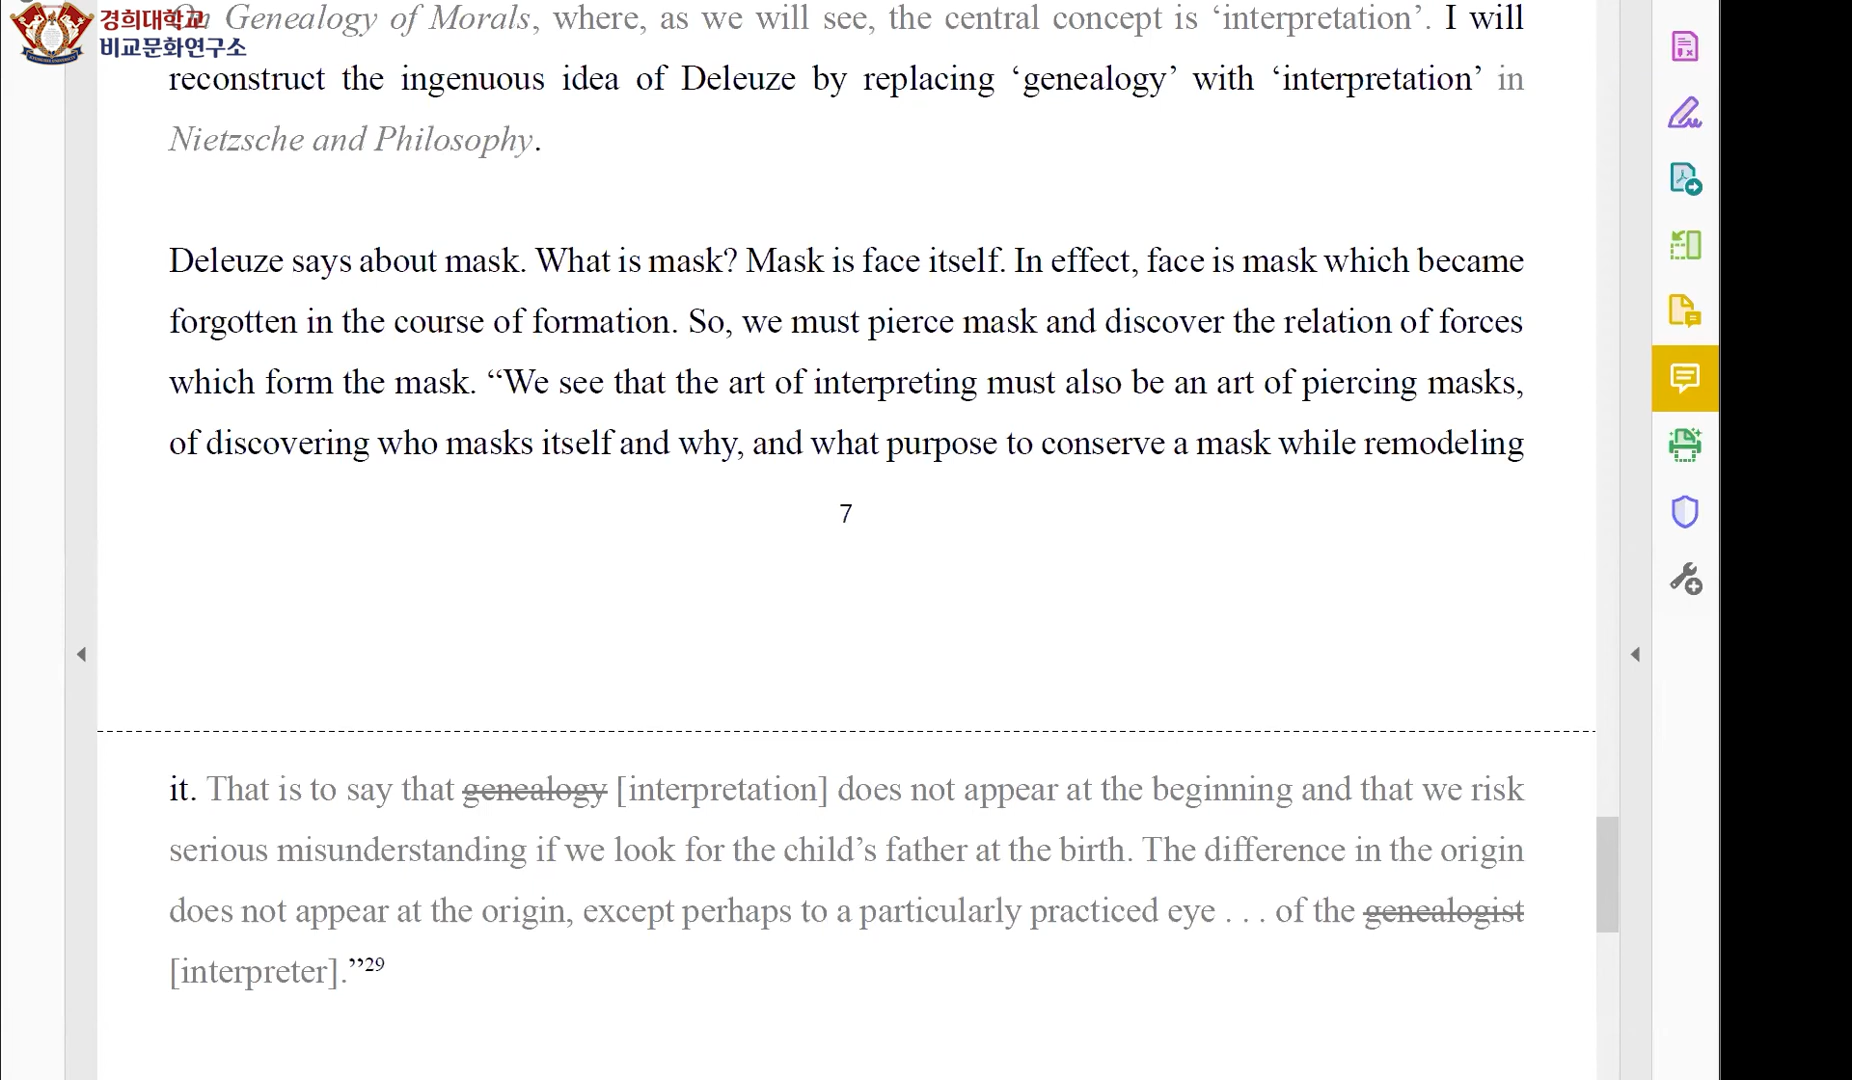 경희대학교
비교문화연구소
On Genealogy of Morals, where, as we will see, the central concept is ‘interpretation’. I will
reconstruct the ingenuous idea of Deleuze by replacing ‘genealogy’ with ‘interpretation’ in
Nietzsche and Philosophy.
Deleuze says about mask. What is mask? Mask is face itself. In effect, face is mask which became
forgotten in the course of formation. So, we must pierce mask and discover the relation of forces
which form the mask. “We see that the art of interpreting must also be an art of piercing masks,
of discovering who masks itself and why, and what purpose to conserve a mask while remodeling
7
it. That is to say that genealogy [interpretation] does not appear at the beginning and that we risk
serious misunderstanding if we look for the child’s father at the birth. The difference in the origin
does not appear at the origin, except perhaps to a particularly practiced eye . . . of the genealogist
[interpreter].”29